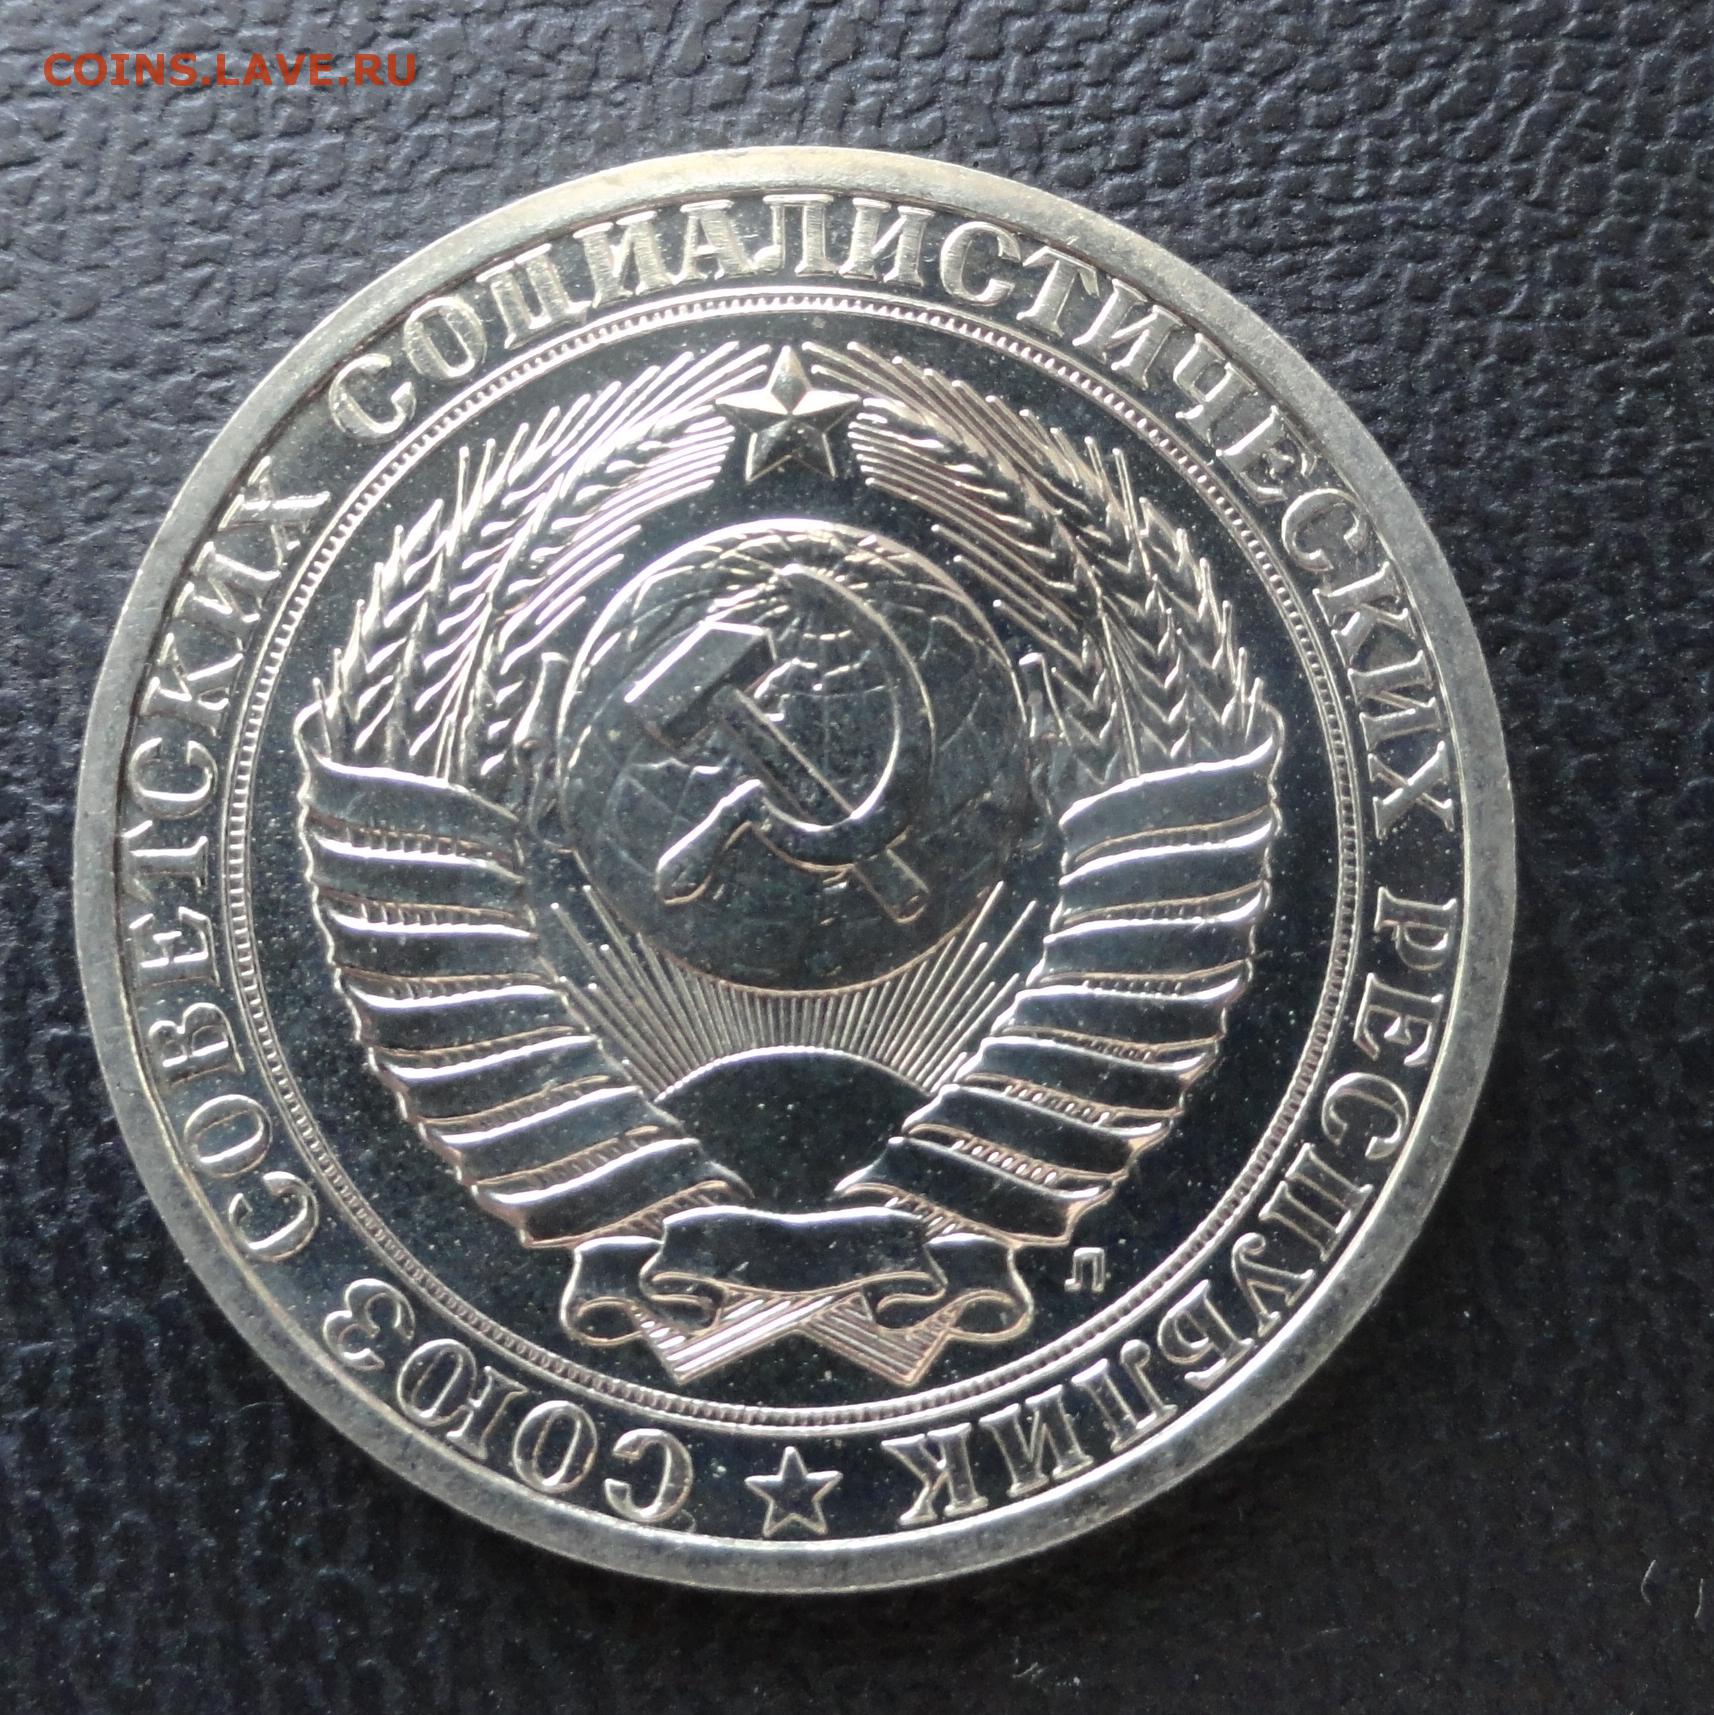 COINS.LAVE.RU
СОЮЗ СОВЕТСКИХ СОЦИАЛИСТИЧЕСКИХ РЕСПУБЛИК
Л